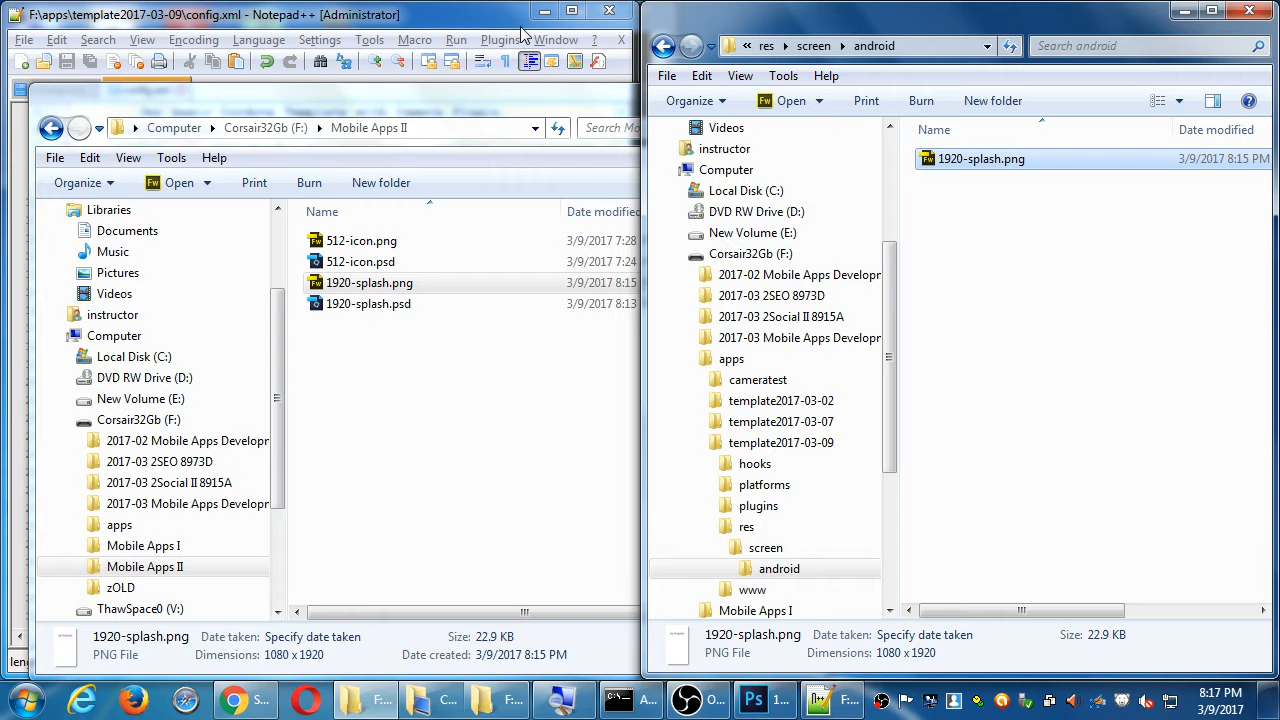 F:\apps\template2017-03-09\config.xml - Notepad++ [Administrator]
File Edit Search View Encoding Language Settings Tools Macro Run Plugins Window ? X
Computer Corsair32Gb (F:) Mobile Apps II
Search Mo
File Edit View Tools Help
Organize Open Print Burn New folder
Name Date modified
Libraries
Documents
Music
Pictures
Videos
instructor
Computer
Local Disk (C:)
DVD RW Drive (D:)
New Volume (E:)
Corsair32Gb (F:)
2017-02 Mobile Apps Developr
2017-03 2SEO 8973D
2017-03 2Social II 8915A
2017-03 Mobile Apps Developr
apps
Mobile Apps I
Mobile Apps II
zOLD
ThawSpace0 (V:)
512-icon.png 3/9/2017 7:28
512-icon.psd 3/9/2017 7:24
1920-splash.png 3/9/2017 8:15
1920-splash.psd 3/9/2017 8:13
1920-splash.png Date taken: Specify date taken Size: 22.9 KB
PNG File Dimensions: 1080 x 1920 Date created: 3/9/2017 8:15 PM
res screen android
Search android
File Edit View Tools Help
Organize Open Print Burn New folder
Name Date modified
Videos
instructor
Computer
Local Disk (C:)
DVD RW Drive (D:)
New Volume (E:)
Corsair32Gb (F:)
2017-02 Mobile Apps Developr
2017-03 2SEO 8973D
2017-03 2Social II 8915A
2017-03 Mobile Apps Developr
apps
cameratest
template2017-03-02
template2017-03-07
template2017-03-09
hooks
platforms
plugins
res
screen
android
www
Mobile Apps I
1920-splash.png 3/9/2017 8:15 PM
1920-splash.png Date taken: Specify date taken Size: 22.9 KB
PNG File Dimensions: 1080 x 1920
S... F:... C... F:... A... O... Ps 1... F:...
8:17 PM
3/9/2017